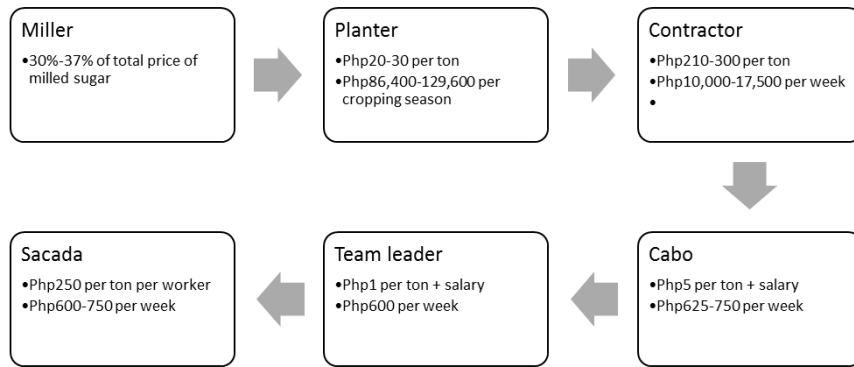 Miller
•30%-37% of total price of
milled sugar
Planter
•Php20-30 per ton
•Php86,400-129,600 per
cropping season
Contractor
•Php210-300 per ton
•Php10,000-17,500 per week
•
Cabo
•Php5 per ton + salary
•Php625-750 per week
Team leader
•Php1 per ton + salary
•Php600 per week
Sacada
•Php250 per ton per worker
•Php600-750 per week